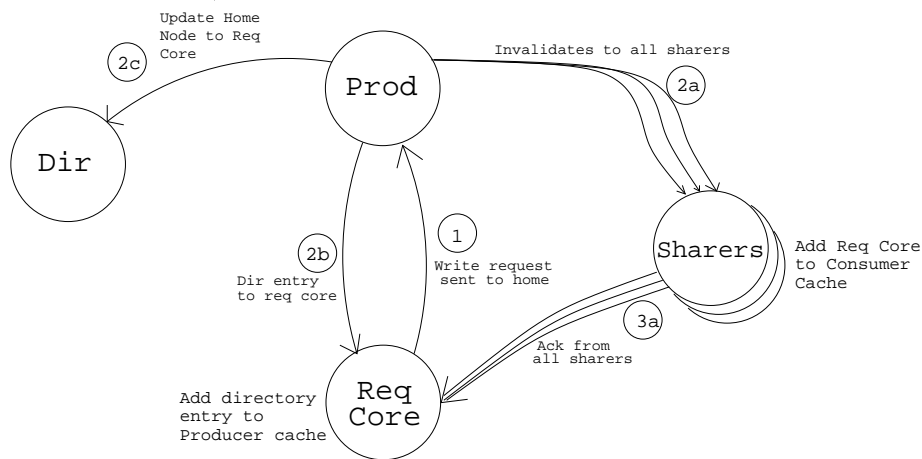 Update Home
Node to Req
Core
2c
Prod
Invalidates to all sharers
2a
Dir
2b
Dir entry
to req core
1
Write request
sent to home
Sharers
Add Req Core
to Consumer
Cache
3a
Ack from
all sharers
Req
Core
Add directory
entry to
Producer cache